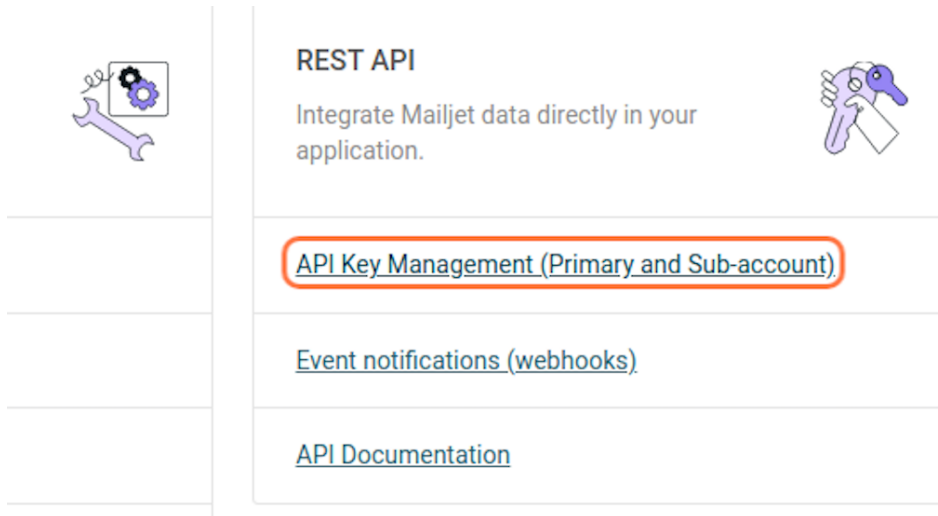 REST API
Integrate Mailjet data directly in your
application.
API Key Management (Primary and Sub-account)
Event notifications (webhooks)
API Documentation